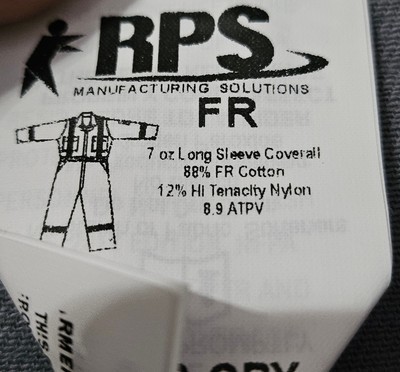 RPS
MANUFACTURING SOLUTIONS
FR
7 oz Long Sleeve Coverall
88% FR Cotton
12% Hi Tenacity Nylon
8.9 ATPV
THIS